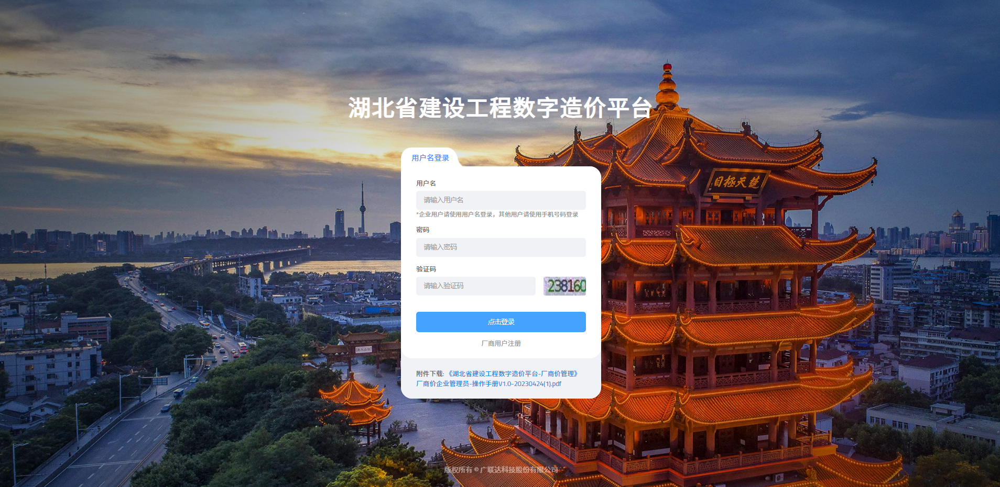 湖北省建设工程数字造价平台
用户名登录
用户名
请输入用户名
*企业用户请使用用户名登录，其他用户请使用手机号码登录
密码
请输入密码
验证码
请输入验证码
238160
点击登录
厂商用户注册
附件下载:《湖北省建设工程数字造价平台-厂商价管理》
厂商价企业管理员-操作手册V1.0-20230424(1).pdf
楚天极目
版权所有 © 广联达科技股份有限公司